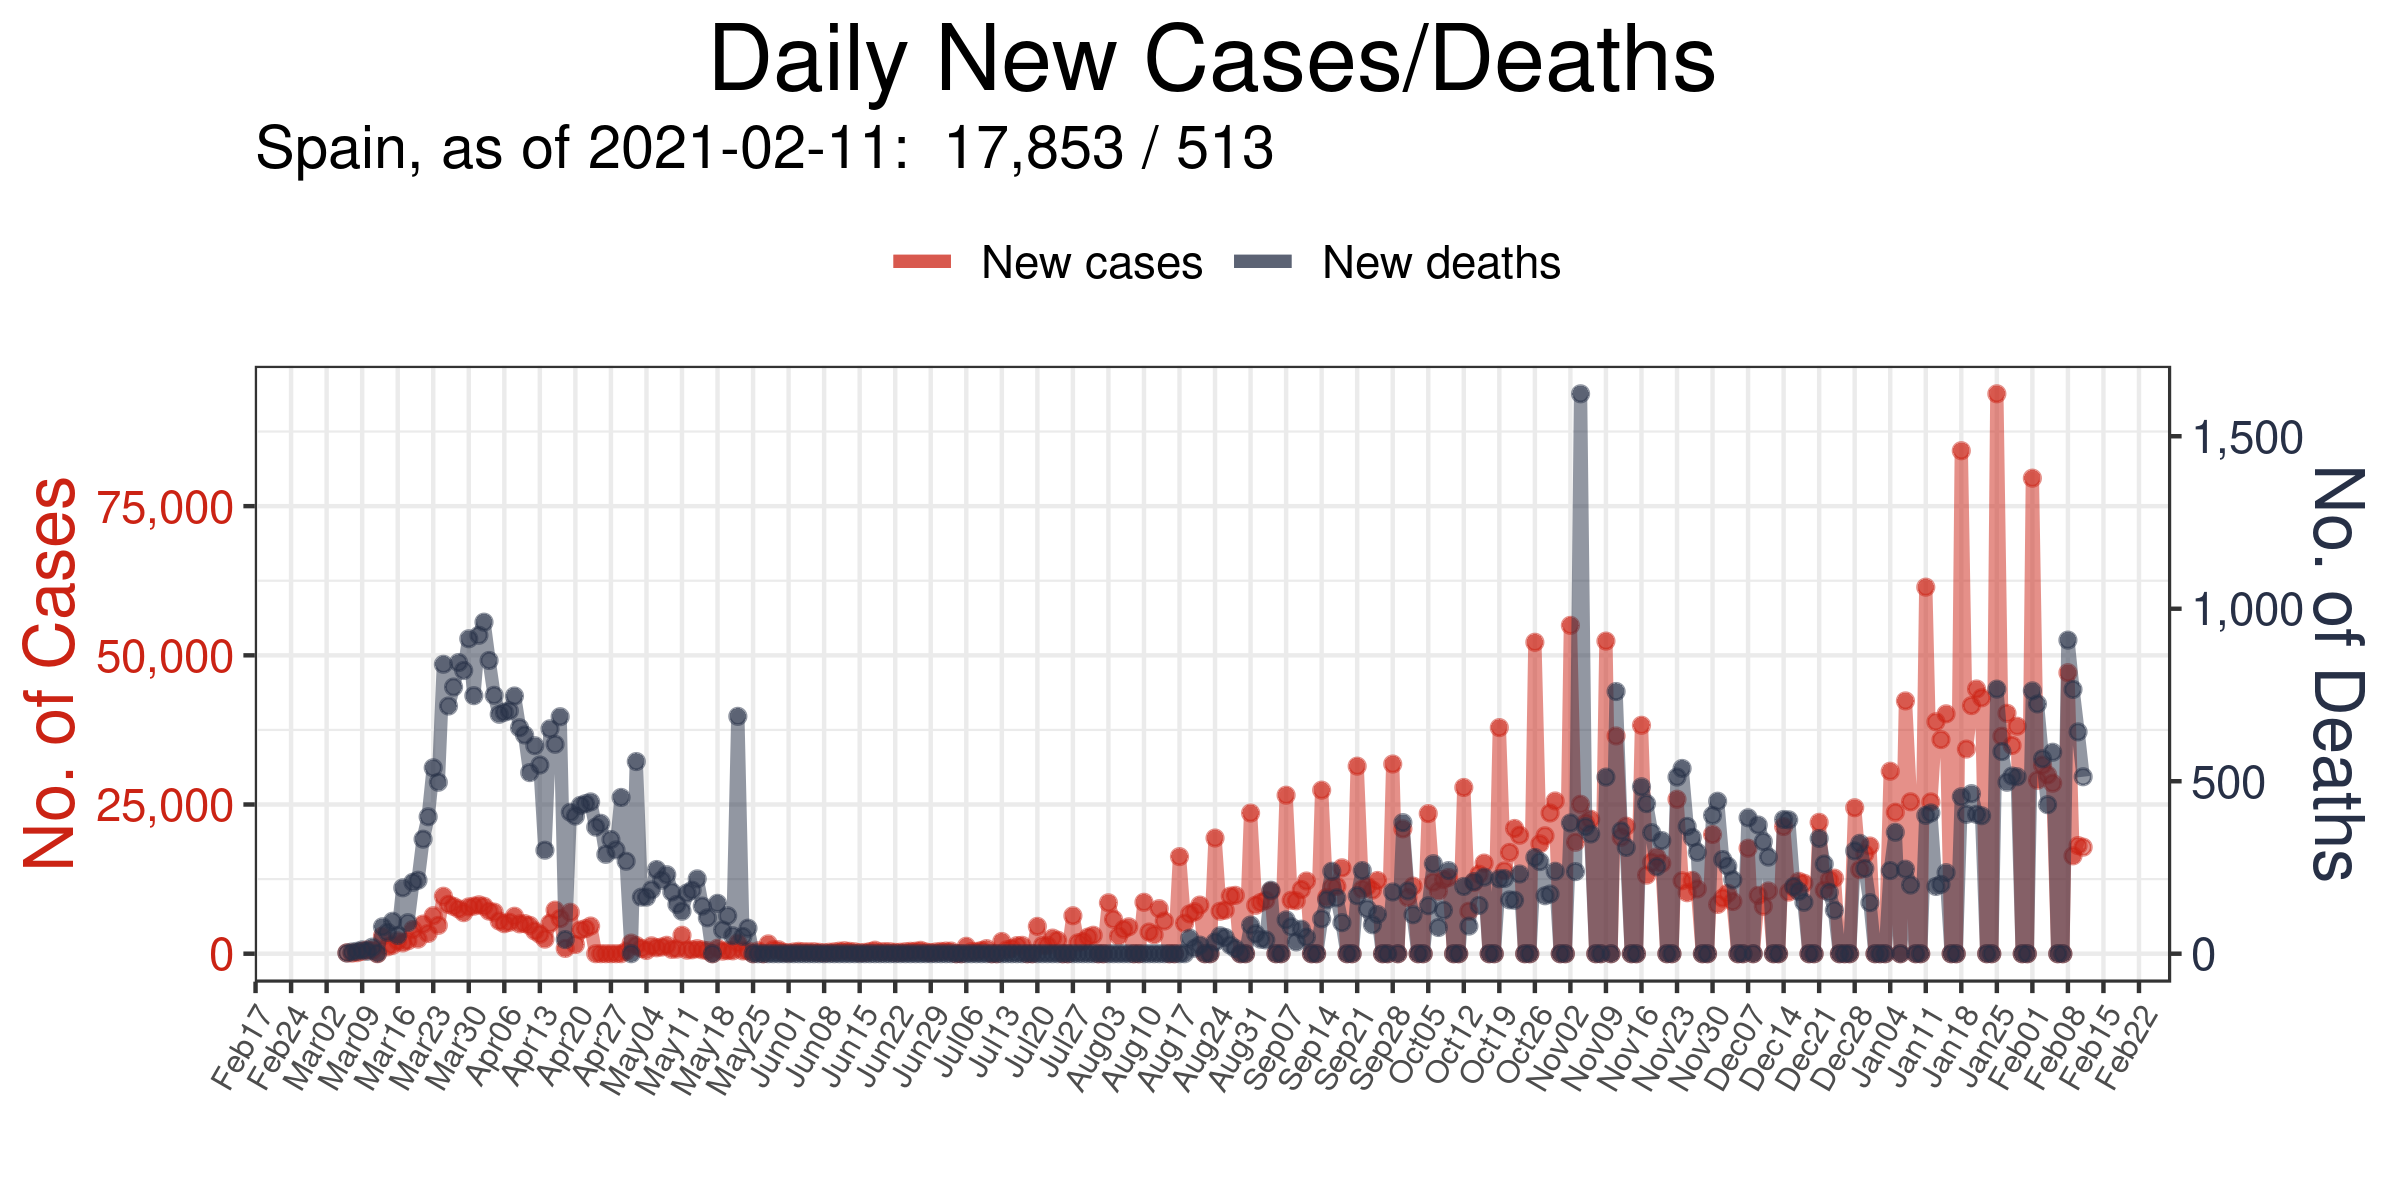 Daily New Cases/Deaths
Spain, as of 2021-02-11:  17,853 / 513
New cases
New deaths
No. of Cases
75,000
50,000
25,000
0
1,500
1,000
500
0
No. of Deaths
Feb17
Feb24
Mar02
Mar09
Mar16
Mar23
Mar30
Apr06
Apr13
Apr20
Apr27
May04
May11
May18
May25
Jun01
Jun08
Jun15
Jun22
Jun29
Jul06
Jul13
Jul20
Jul27
Aug03
Aug10
Aug17
Aug24
Aug31
Sep07
Sep14
Sep21
Sep28
Oct05
Oct12
Oct19
Oct26
Nov02
Nov09
Nov16
Nov23
Nov30
Dec07
Dec14
Dec21
Dec28
Jan04
Jan11
Jan18
Jan25
Feb01
Feb08
Feb15
Feb22